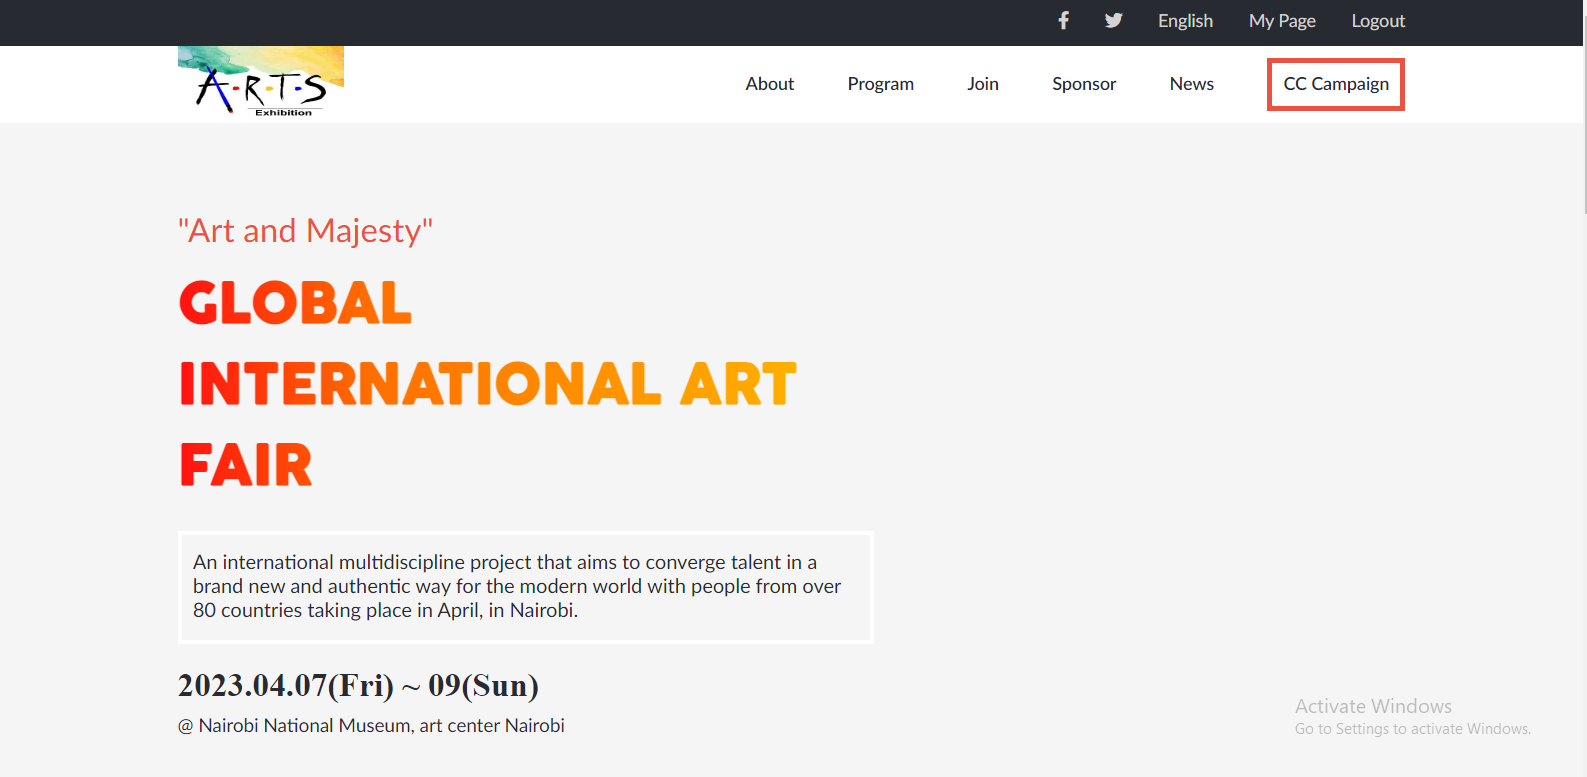 English My Page Logout
A·R·T·S
Exhibition
About Program Join Sponsor News CC Campaign
"Art and Majesty"
GLOBAL
INTERNATIONAL ART
FAIR
An international multidiscipline project that aims to converge talent in a
brand new and authentic way for the modern world with people from over
80 countries taking place in April, in Nairobi.
2023.04.07(Fri) ~ 09(Sun)
@ Nairobi National Museum, art center Nairobi
Activate Windows
Go to Settings to activate Windows.